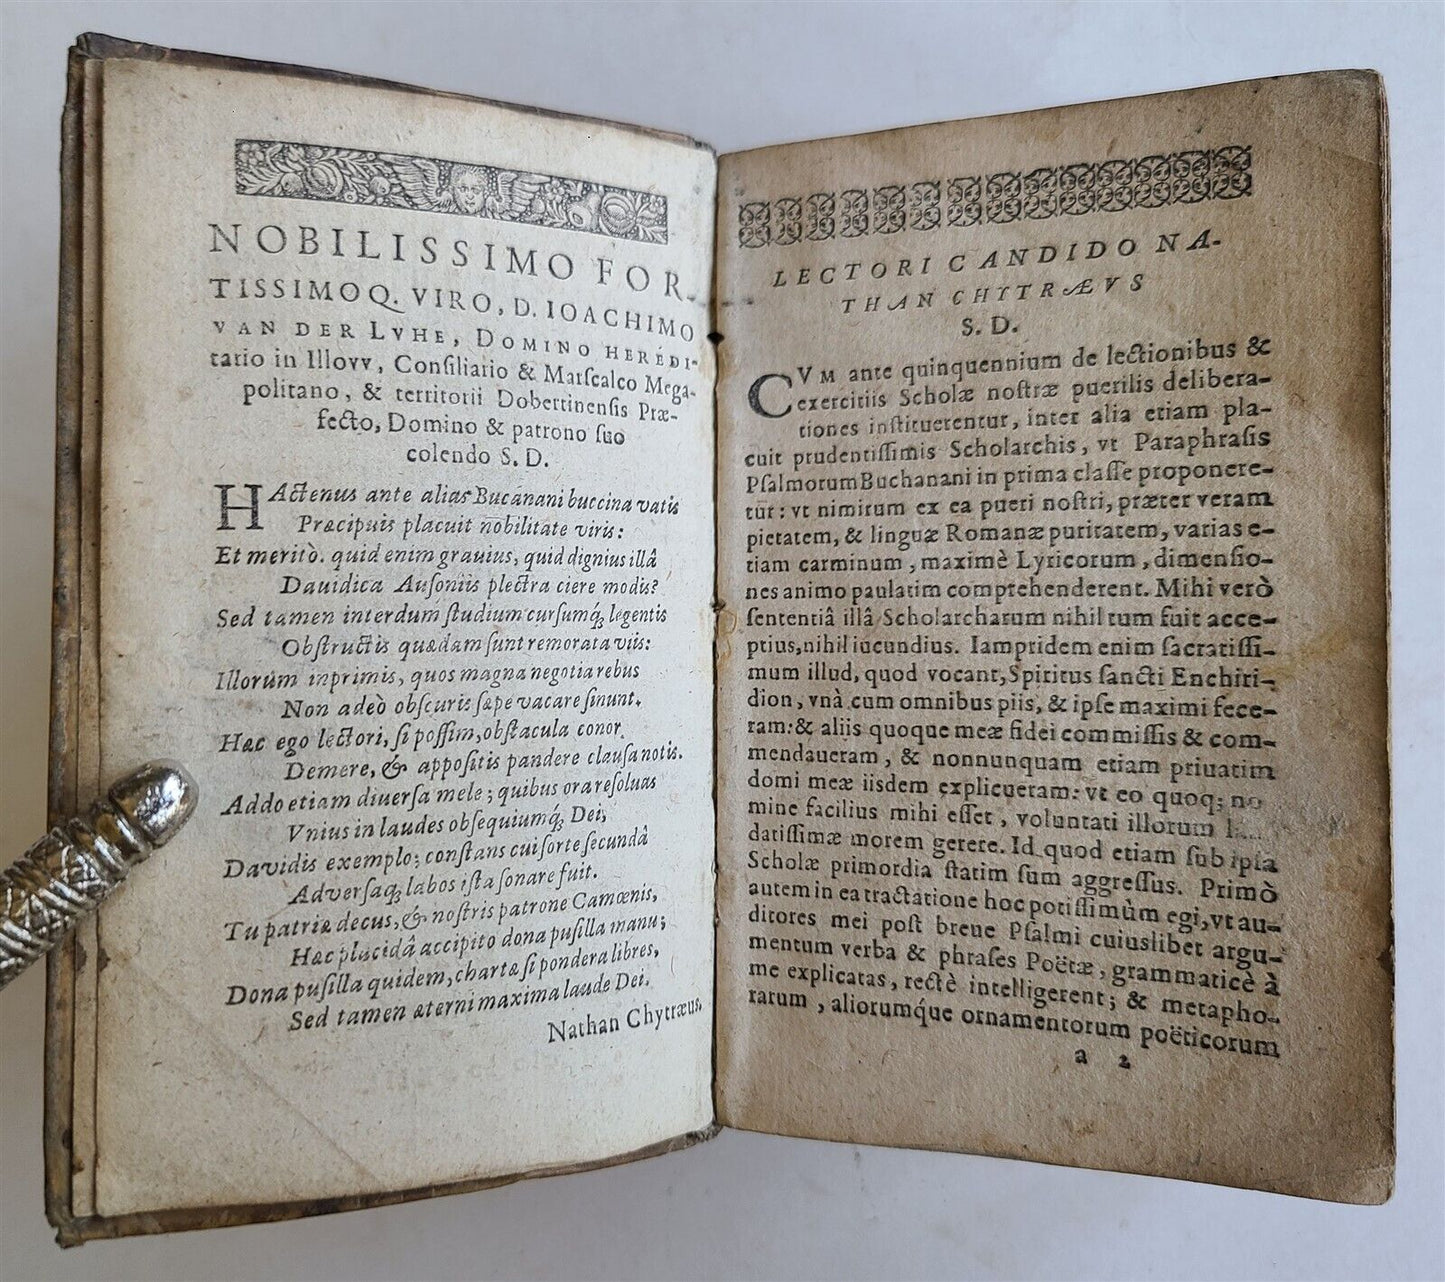 NOBILISSIMO FOR-
TISSIMOQ. VIRO, D. IOACHIMO
VAN DER LVHE, DOMINO HEREDI-
tario in Illovv, Conſiliario & Marſcalco Mega-
politano, & territorii Dobertinenſis Præ-
fecto, Domino & patrono ſuo
colendo S. D.
HActenus ante alias Bucanani buccina vatis
Præcipuis placuit nobilitate viris:
Et meritò. quid enim grauius, quid dignius illâ
Dauidica Auſoniis plectra ciere modis?
Sed tamen interdum ſtudium curſumq́; legentis
Obſtructis quædam ſunt remorata viis:
Illorum inprimis, quos magna negotia rebus
Non adeò obſcuris ſæpe vacare ſinunt.
Hæc ego lectori, ſi poſſim, obſtacula conor
Demere, & appoſitis pandere clauſa notis.
Addo etiam diuerſa mele; quibus ora reſoluas
Vnius in laudes obſequiumq́; Dei,
Davidis exemplo; conſtans cui ſorte ſecundâ
Adverſaq́; labos iſta ſonare fuit.
Tu patriæ decus, & noſtris patrone Camœnis,
Hæc placidâ accipito dona puſilla manu;
Dona puſilla quidem, chartæ ſi pondera libres,
Sed tamen æterni maxima laude Dei.
Nathan Chytræus.
LECTORI CANDIDO NA-
THAN CHYTRÆVS
S. D.
CVM ante quinquennium de lectionibus &
exercitiis Scholæ noſtræ puerilis delibera-
tiones inſtituerentur, inter alia etiam pla-
cuit prudentiſſimis Scholarchis, vt Paraphraſis
Pſalmorum Buchanani in prima claſſe proponere-
tur: vt nimirum ex ea pueri noſtri, præter veram
pietatem, & linguæ Romanæ puritatem, varias e-
tiam carminum, maximè Lyricorum, dimenſio-
nes animo paulatim comprehenderent. Mihi verò
ſententiâ illâ Scholarcharum nihil tum fuit acce-
ptius, nihil iucundius. Iampridem enim ſacratiſſi-
mum illud, quod vocant, Spiritus ſancti Enchiri-
dion, vnà cum omnibus piis, & ipſe maximi fece-
ram: & aliis quoque meæ fidei commiſſis & com-
mendaueram, & nonnunquam etiam priuatim
domi meæ iisdem explicueram: vt eo quoq; no
mine facilius mihi eſſet, voluntati illorum
datiſſimæ morem gerere. Id quod etiam ſub ipſa
Scholæ primordia ſtatim ſum aggreſſus. Primò
autem in ea tractatione hoc potiſſimùm egi, vt au-
ditores mei poſt breue Pſalmi cuiuslibet argu-
mentum verba & phraſes Poëtæ, grammaticè à
me explicatas, rectè intelligerent; & metapho-
rarum, aliorumq́ue ornamentorum poëticorum
a 2